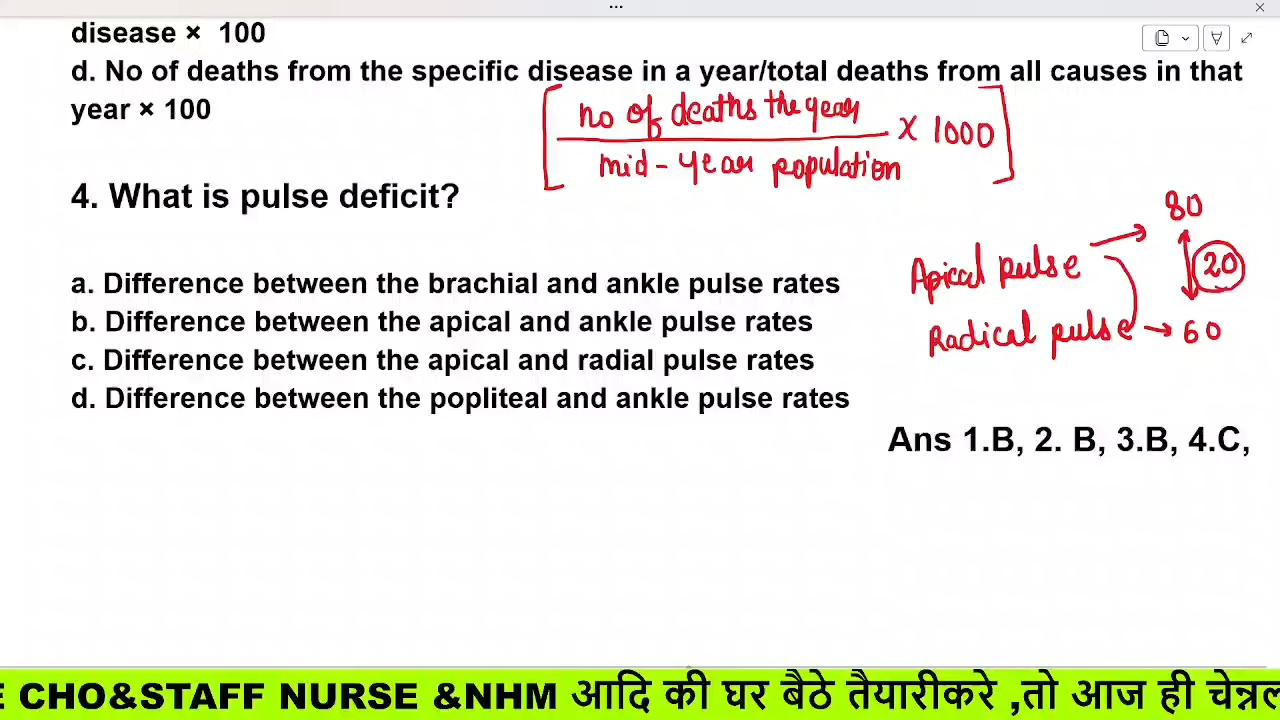 disease × 100
d. No of deaths from the specific disease in a year/total deaths from all causes in that
year × 100
no of deaths the year
mid-year population
× 1000
4. What is pulse deficit?
80
Apical pulse
20
Radical pulse
60
a. Difference between the brachial and ankle pulse rates
b. Difference between the apical and ankle pulse rates
c. Difference between the apical and radial pulse rates
d. Difference between the popliteal and ankle pulse rates
Ans 1.B, 2. B, 3.B, 4.C,
E CHO&STAFF NURSE &NHM आदि की घर बैठे तैयारीकरे ,तो आज ही चेन्नल